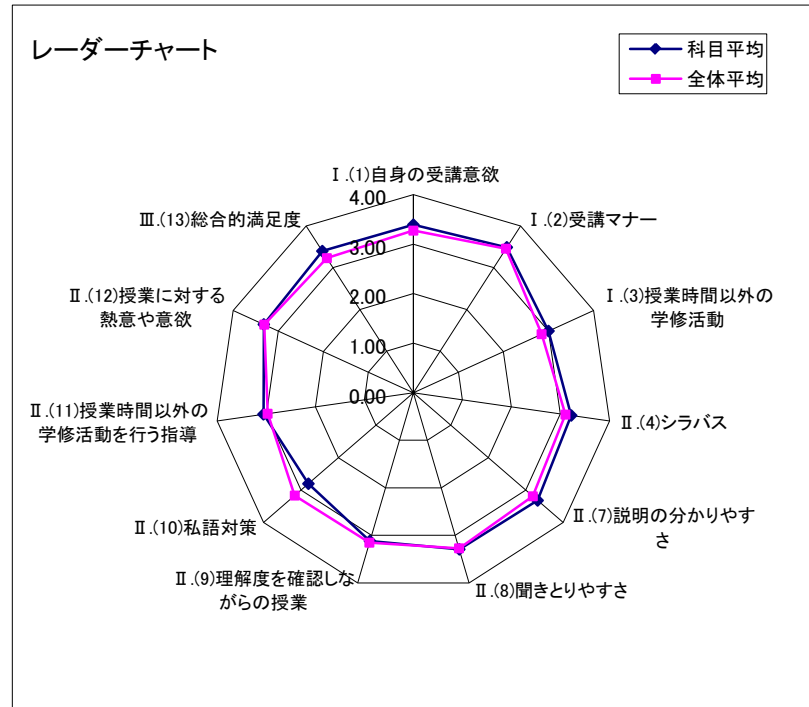 レーダーチャート
科目平均
全体平均
Ⅰ.(1)自身の受講意欲
Ⅰ.(2)受講マナー
Ⅰ.(3)授業時間以外の
学修活動
Ⅱ.(4)シラバス
Ⅱ.(7)説明の分かりやす
さ
Ⅱ.(8)聞きとりやすさ
Ⅱ.(9)理解度を確認しな
がらの授業
Ⅱ.(10)私語対策
Ⅱ.(11)授業時間以外の
学修活動を行う指導
Ⅱ.(12)授業に対する
熱意や意欲
Ⅲ.(13)総合的満足度
4.00
3.00
2.00
1.00
0.00